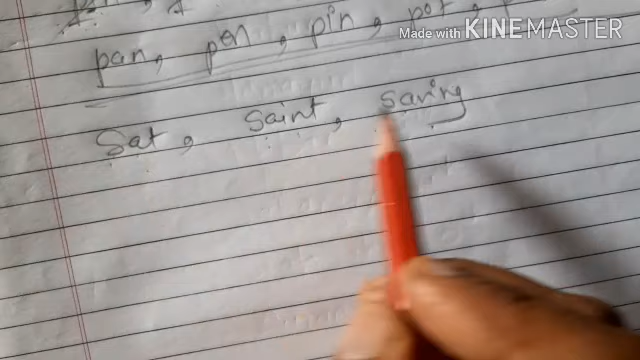 Made with KINEMASTER
pan, pen, pin, pot,
Sat, Saint, Saving